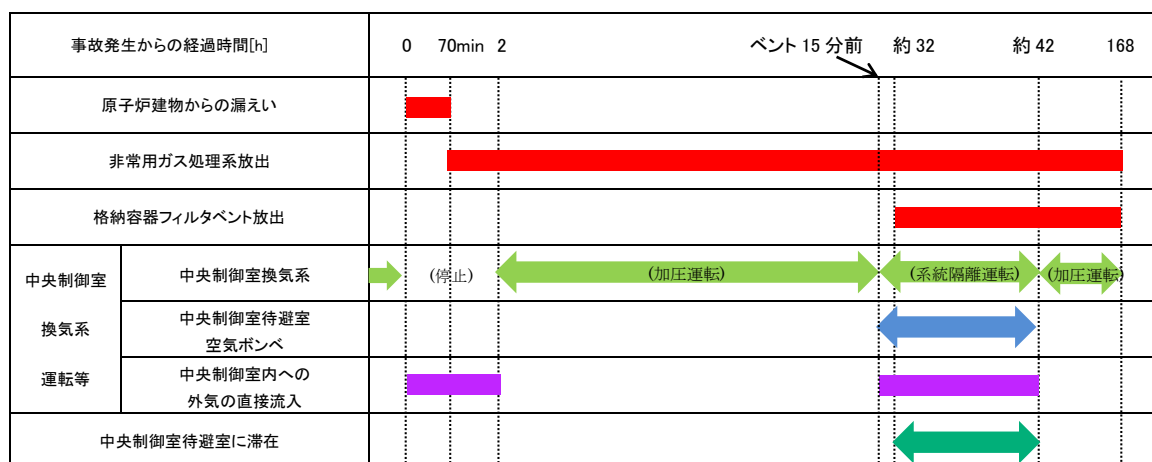 事故発生からの経過時間[h] 0 70min 2 ベント 15 分前 約 32 約 42 168
原子炉建物からの漏えい
非常用ガス処理系放出
格納容器フィルタベント放出
中央制御室
換気系
運転等
中央制御室換気系 (停止) (加圧運転) (系統隔離運転) (加圧運転)
中央制御室待避室
空気ボンベ
中央制御室内への
外気の直接流入
中央制御室待避室に滞在